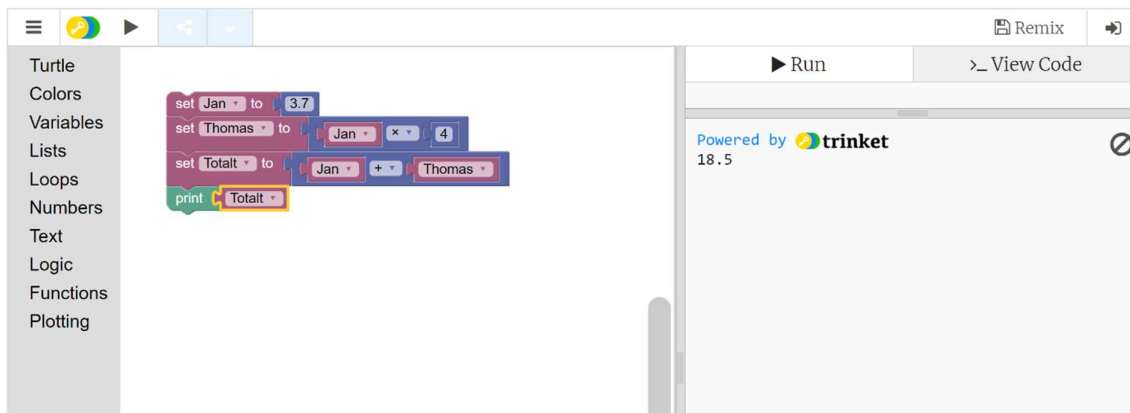 Remix
Turtle
Colors
Variables
Lists
Loops
Numbers
Text
Logic
Functions
Plotting
set Jan to 3.7
set Thomas to Jan × 4
set Totalt to Jan + Thomas
print Totalt
Run
>_ View Code
Powered by trinket
18.5